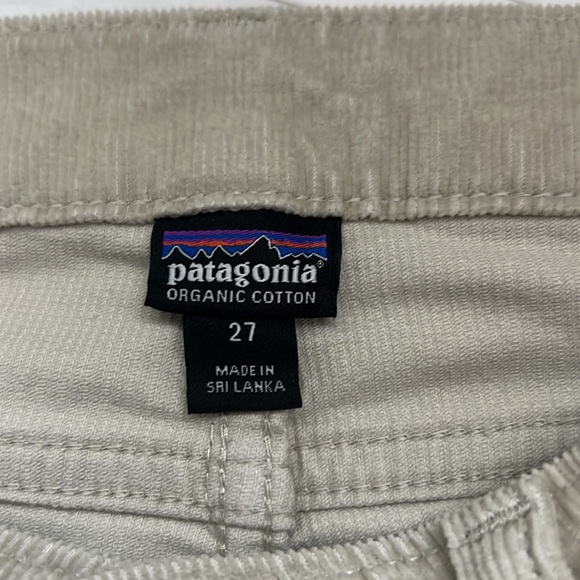 patagonia®
ORGANIC COTTON
27
MADE IN
SRI LANKA